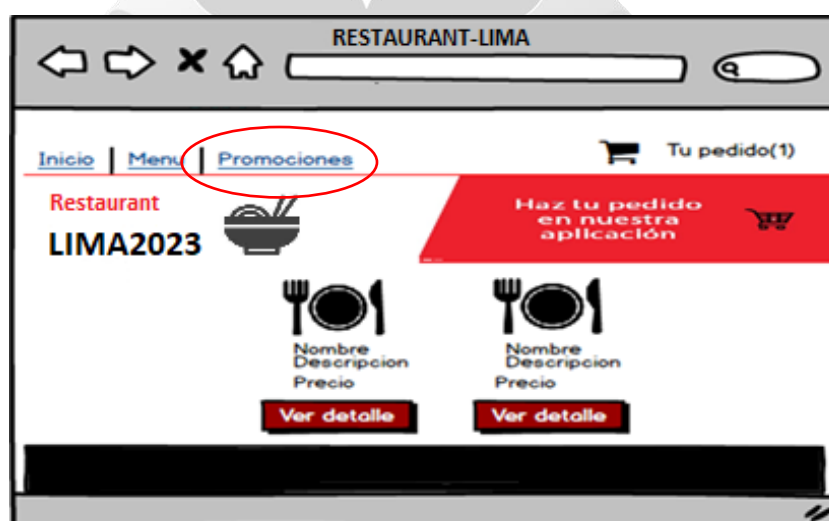 RESTAURANT-LIMA
Inicio | Menu | Promociones
Tu pedido(1)
Restaurant
LIMA2023
Haz tu pedido
en nuestra
aplicación
Nombre
Descripcion
Precio
Ver detalle
Nombre
Descripcion
Precio
Ver detalle